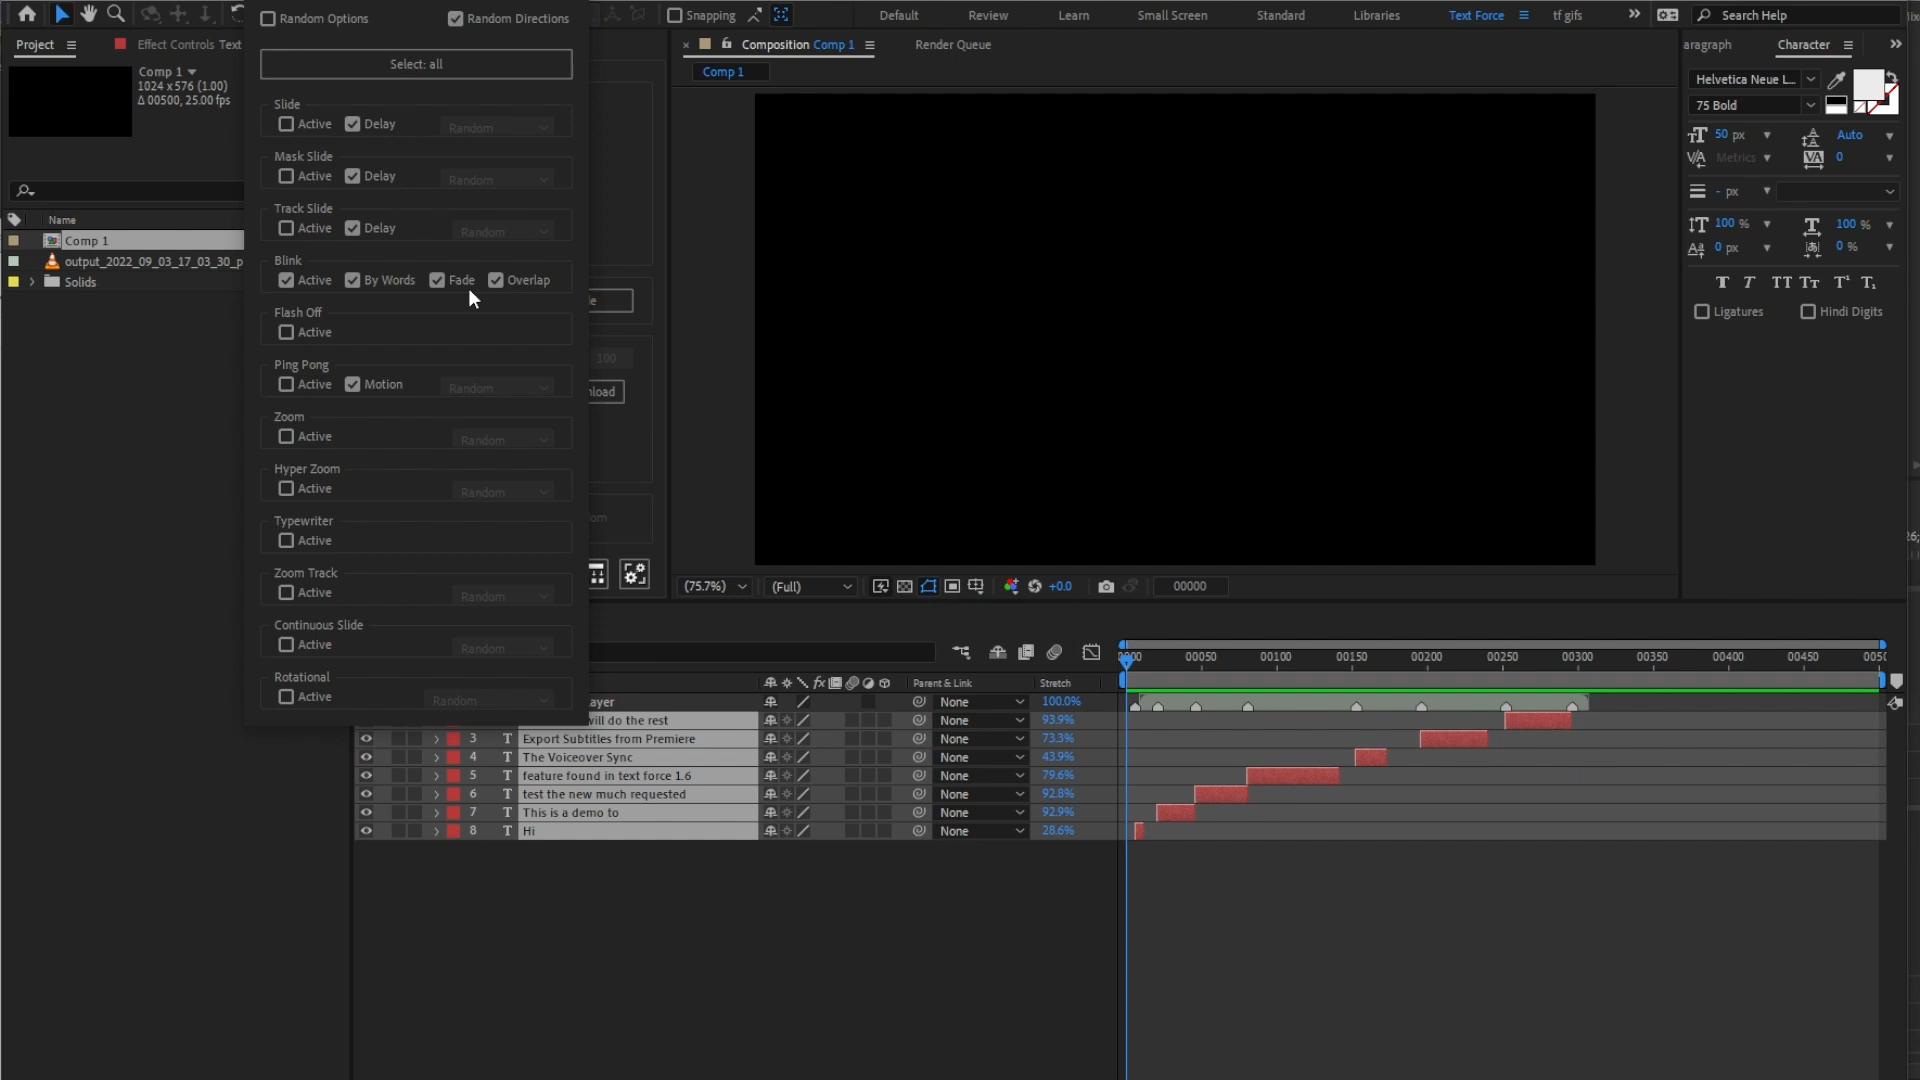 Random Options
Random Directions
Snapping
Default
Review
Learn
Small Screen
Standard
Libraries
Text Force
tf gifs
Search Help
Project
Effect Controls Text
Composition Comp 1
Render Queue
aragraph
Character
Comp 1
1024 x 576 (1.00)
Δ 00500, 25.00 fps
Comp 1
Select: all
Helvetica Neue L...
75 Bold
50 px
Auto
Metrics
0
- px
100 %
100 %
0 px
0 %
Ligatures
Hindi Digits
Name
Comp 1
output_2022_09_03_17_03_30_p
Solids
Slide
Active
Delay
Random
Mask Slide
Active
Delay
Random
Track Slide
Active
Delay
Random
Blink
Active
By Words
Fade
Overlap
Flash Off
Active
Ping Pong
Active
Motion
Random
100
Zoom
Active
Random
Hyper Zoom
Active
Random
Typewriter
Active
Zoom Track
Active
Random
Continuous Slide
Active
Random
Rotational
Active
Random
(75.7%)
(Full)
+0.0
00000
00050
00100
00150
00200
00250
00300
00350
00400
00450
Parent & Link
Stretch
None
100.0%
will do the rest
None
93.9%
3
T
Export Subtitles from Premiere
None
73.3%
4
T
The Voiceover Sync
None
43.9%
5
T
feature found in text force 1.6
None
79.6%
6
T
test the new much requested
None
92.8%
7
T
This is a demo to
None
92.9%
8
T
Hi
None
28.6%